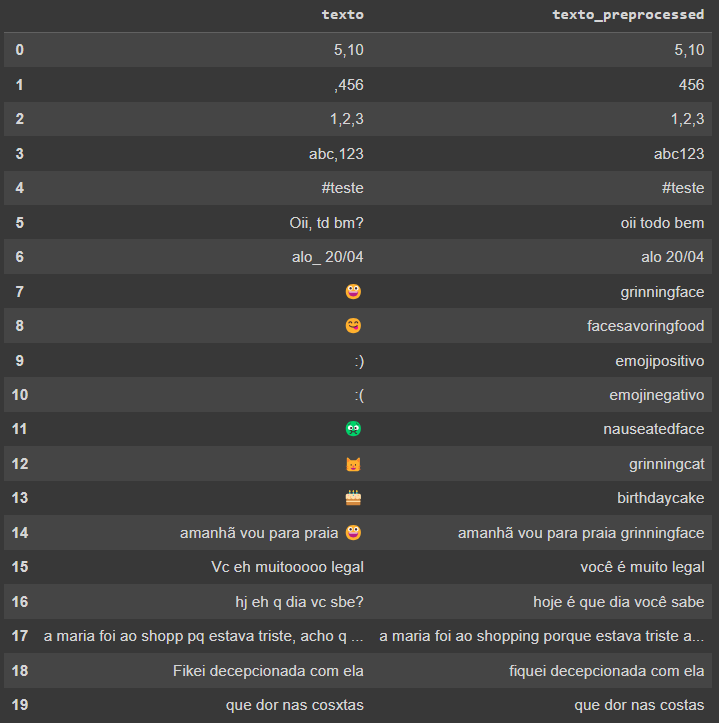 texto texto_preprocessed
0 5,10 5,10
1 ,456 456
2 1,2,3 1,2,3
3 abc,123 abc123
4 #teste #teste
5 Oii, td bm? oii todo bem
6 alo_ 20/04 alo 20/04
7 😀 grinningface
8 😋 facesavoringfood
9 :) emojipositivo
10 :( emojinegativo
11 🤢 nauseatedface
12 😺 grinningcat
13 🎂 birthdaycake
14 amanhã vou para praia 😀 amanhã vou para praia grinningface
15 Vc eh muitooooo legal você é muito legal
16 hj eh q dia vc sbe? hoje é que dia você sabe
17 a maria foi ao shopp pq estava triste, acho q ... a maria foi ao shopping porque estava triste a...
18 Fikei decepcionada com ela fiquei decepcionada com ela
19 que dor nas cosxtas que dor nas costas